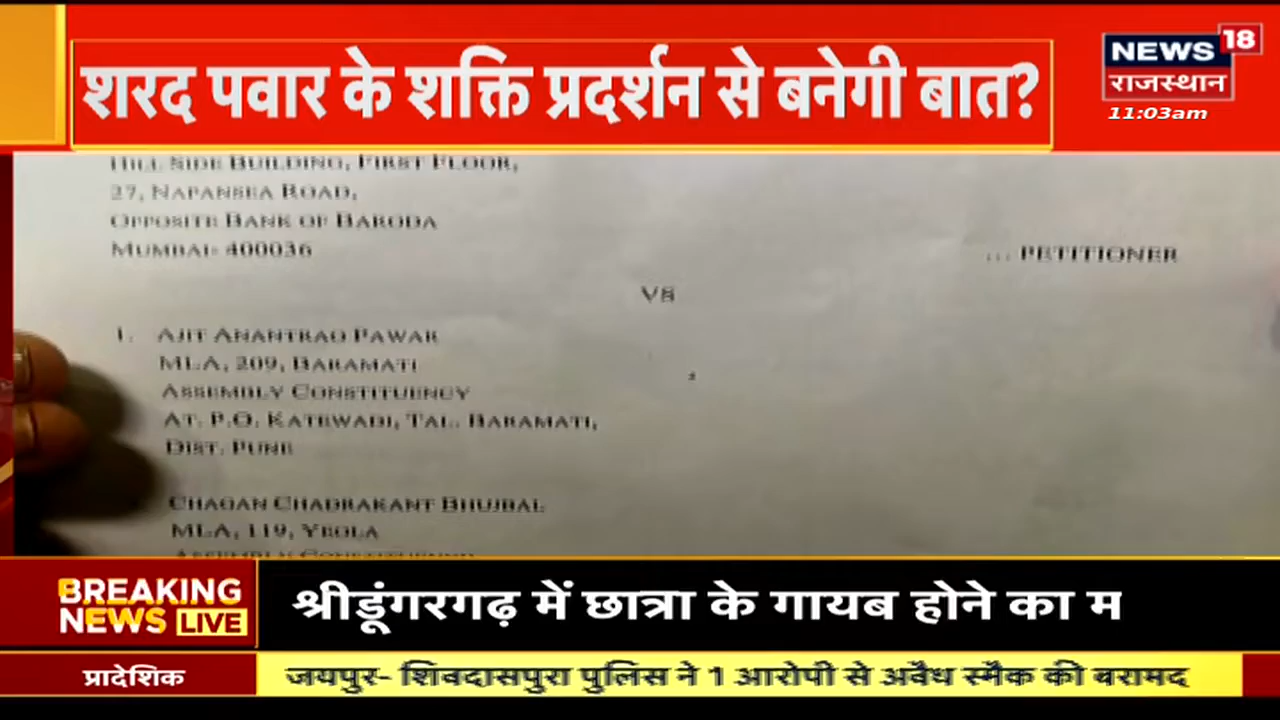 शरद पवार के शक्ति प्रदर्शन से बनेगी बात?
NEWS 18
राजस्थान
11:03am
HILL SIDE BUILDING, FIRST FLOOR,
27, NAPANSEA ROAD,
OPPOSITE BANK OF BARODA
MUMBAI- 400036
... PETITIONER
VS
1. AJIT ANANTRAO PAWAR
MLA, 209, BARAMATI
ASSEMBLY CONSTITUENCY
AT. P.O. KATEWADI, TAL. BARAMATI,
DIST. PUNE
CHAGAN CHADRAKANT BHUJBAL
MLA, 119, YEOLA
ASSEMBLY CONSTITUENCY
BREAKING
NEWS LIVE
श्रीडूंगरगढ़ में छात्रा के गायब होने का म
प्रादेशिक
जयपुर- शिवदासपुरा पुलिस ने 1 आरोपी से अवैध स्मैक की बरामद